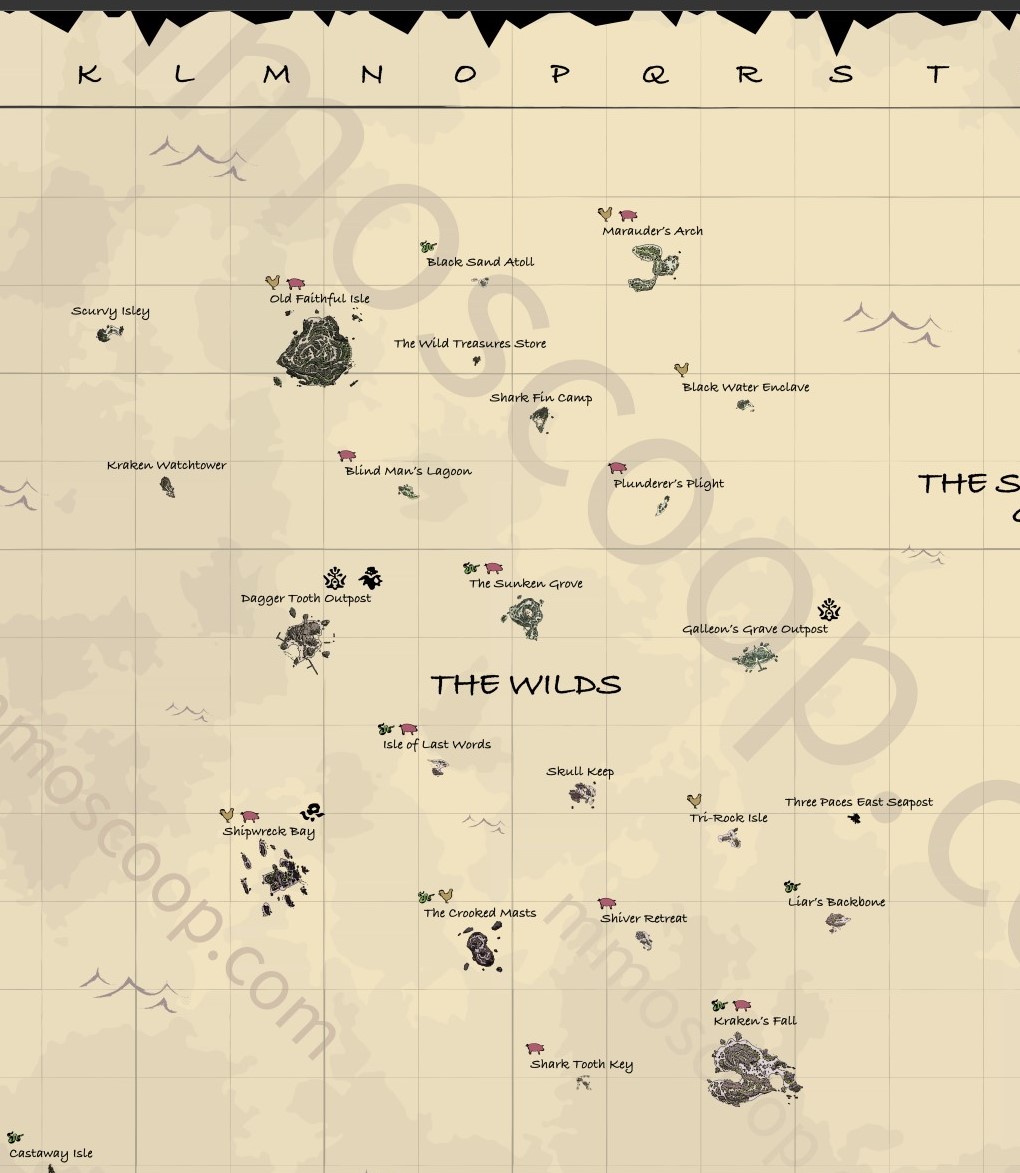 K L M N O P Q R S T
Marauder's Arch
Black Sand Atoll
Old Faithful Isle
Scurvy Isley
The Wild Treasures Store
Black Water Enclave
Shark Fin Camp
Kraken Watchtower
Blind Man's Lagoon
Plunderer's Plight
THE S
The Sunken Grove
Dagger Tooth Outpost
Galleon's Grave Outpost
THE WILDS
Isle of Last Words
Skull Keep
Three Paces East Seapost
Tri-Rock Isle
Shipwreck Bay
Liar's Backbone
The Crooked Masts
Shiver Retreat
Kraken's Fall
Shark Tooth Key
Castaway Isle
mmoscoop.c
mmoscoop.com
mmoscoop